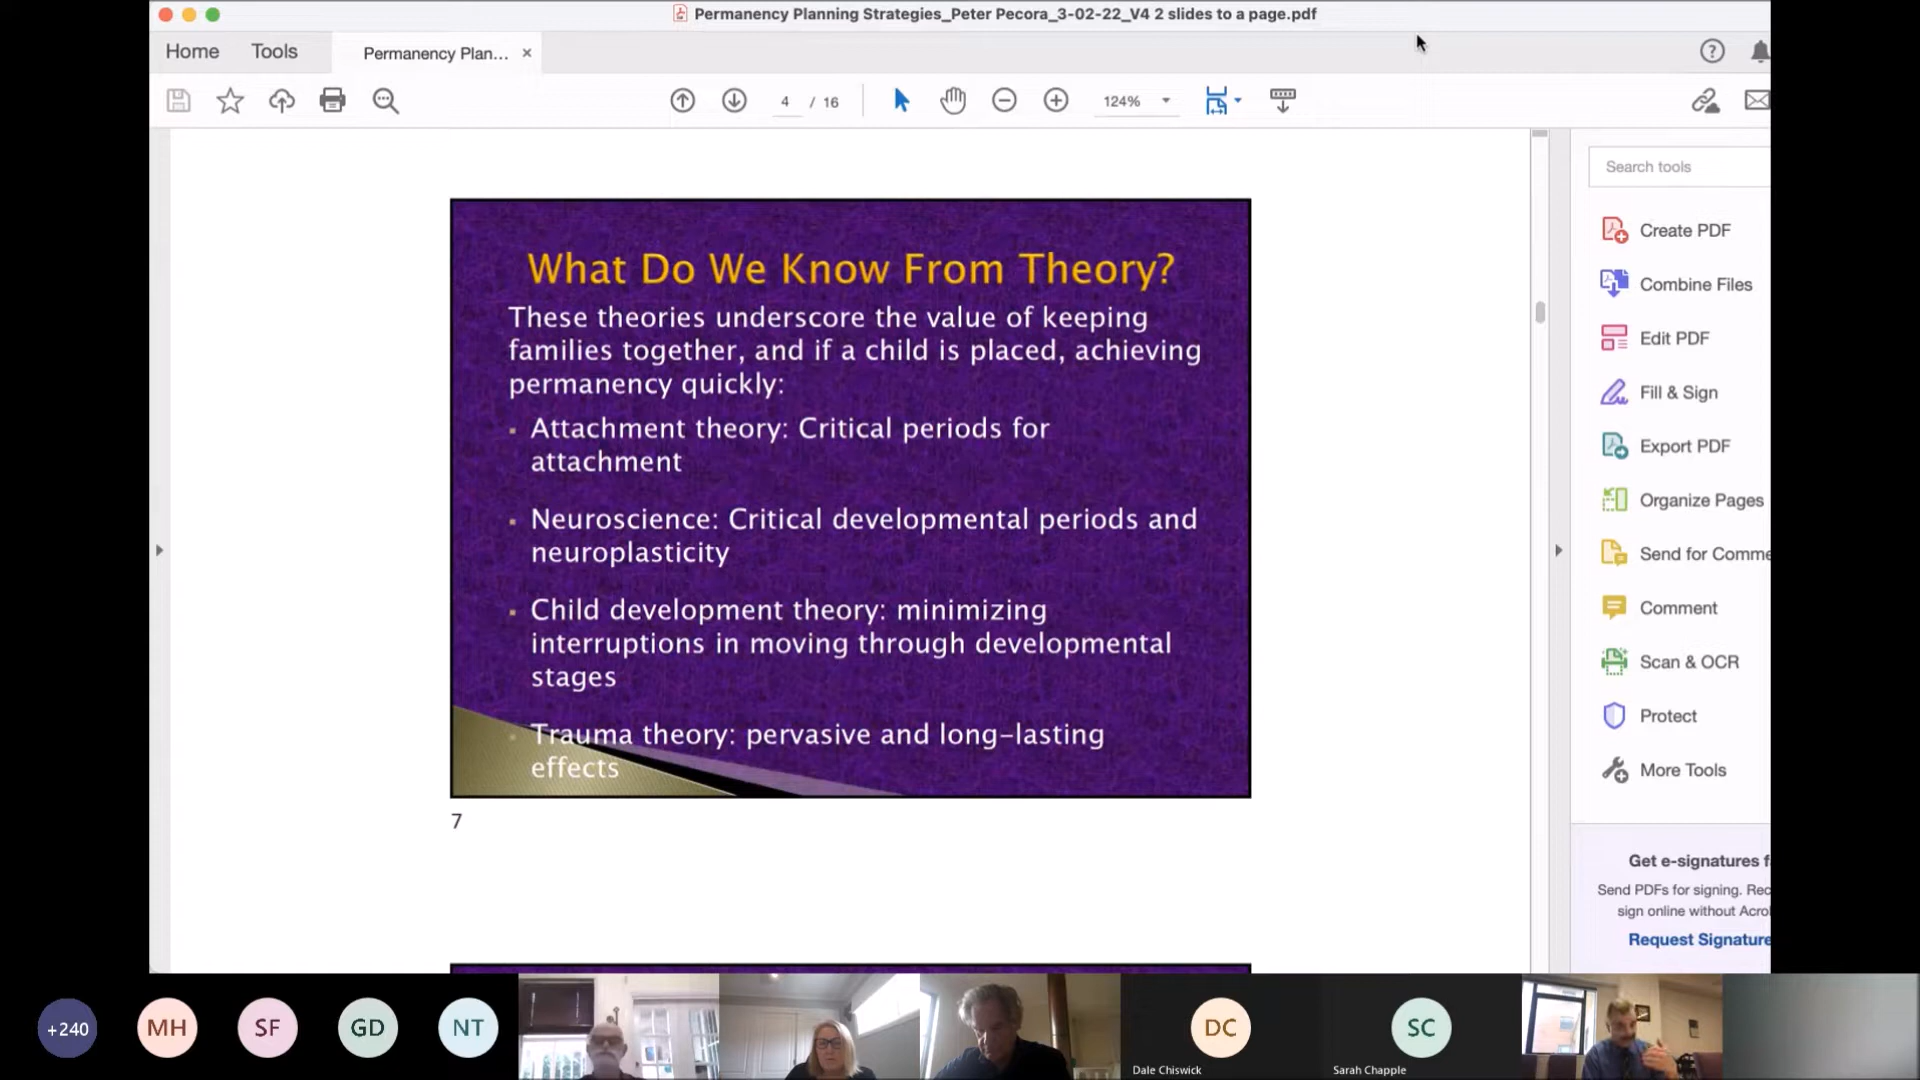 Permanency Planning Strategies_Peter Pecora_3-02-22_V4 2 slides to a page.pdf
Home
Tools
Permanency Plan...
4 / 16
124%
Search tools
What Do We Know From Theory?
These theories underscore the value of keeping
families together, and if a child is placed, achieving
permanency quickly:
Attachment theory: Critical periods for
attachment
Neuroscience: Critical developmental periods and
neuroplasticity
Child development theory: minimizing
interruptions in moving through developmental
stages
Trauma theory: pervasive and long-lasting
effects
7
Create PDF
Combine Files
Edit PDF
Fill & Sign
Export PDF
Organize Pages
Send for Comme
Comment
Scan & OCR
Protect
More Tools
Get e-signatures f
Send PDFs for signing. Rec
sign online without Acro
Request Signature
+240
MH
SF
GD
NT
DC
Dale Chiswick
SC
Sarah Chapple